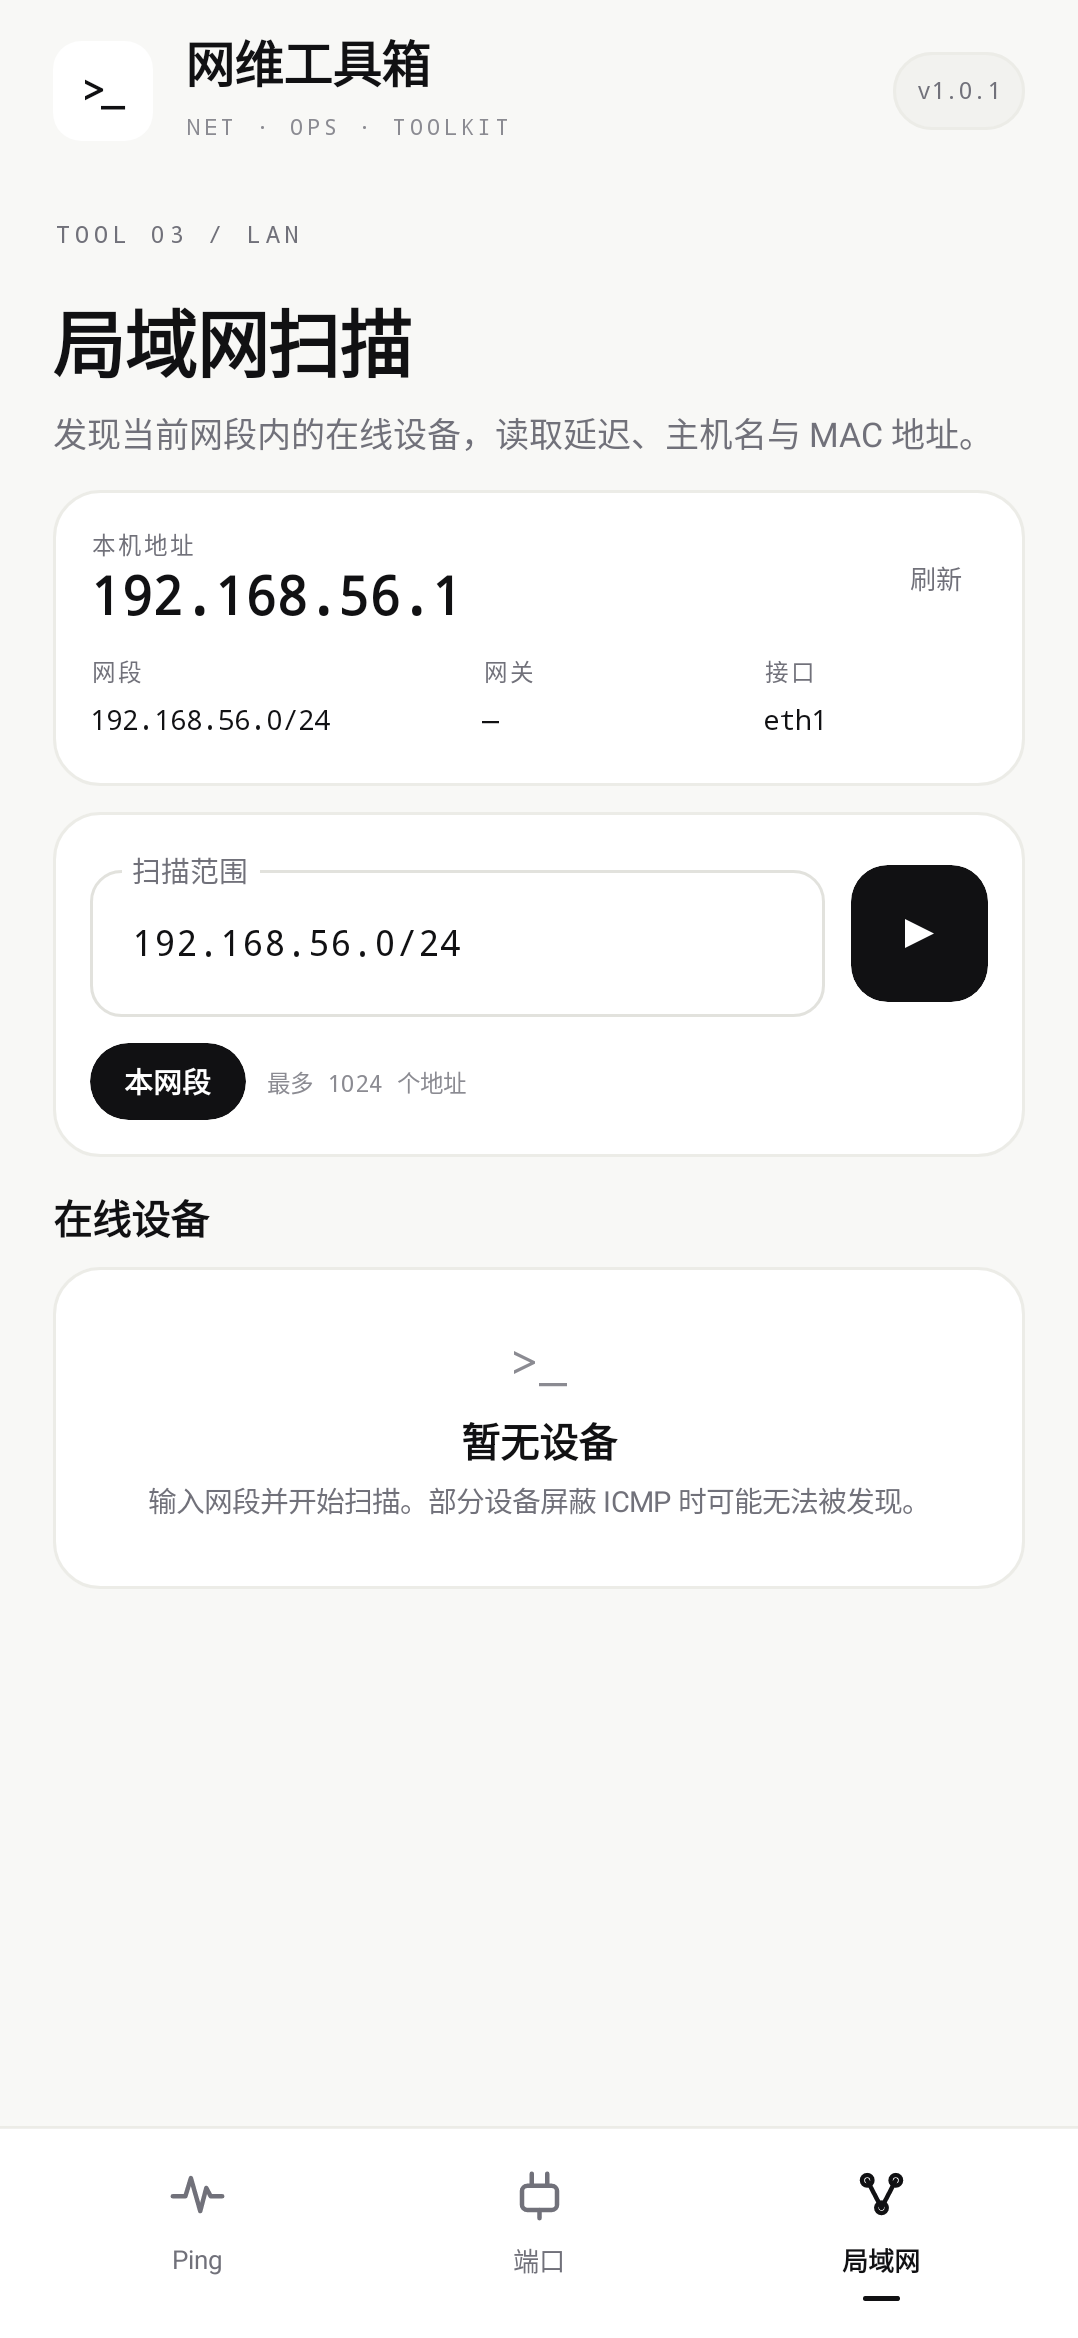 >_
网维工具箱
NET · OPS · TOOLKIT
v1.0.1
TOOL 03 / LAN
局域网扫描
发现当前网段内的在线设备，读取延迟、主机名与 MAC 地址。
本机地址
192.168.56.1
刷新
网段 网关 接口
192.168.56.0/24 — eth1
扫描范围
192.168.56.0/24
本网段 最多 1024 个地址
在线设备
>_
暂无设备
输入网段并开始扫描。部分设备屏蔽 ICMP 时可能无法被发现。
Ping 端口 局域网